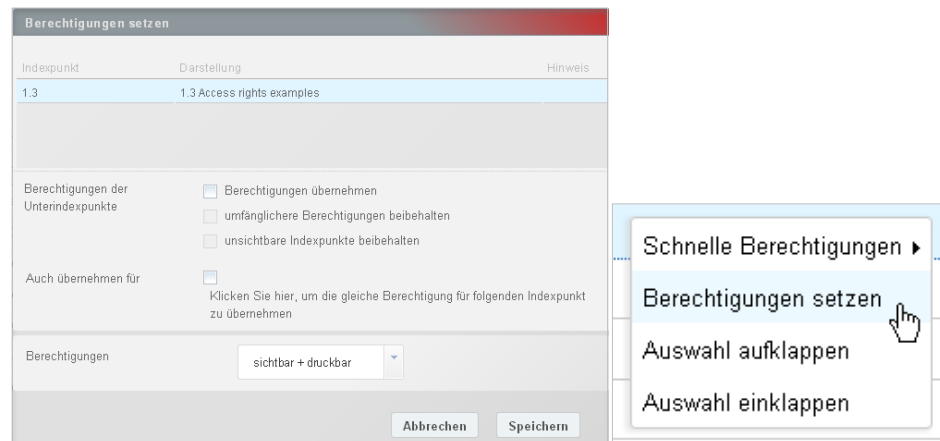 Berechtigungen setzen
Indexpunkt Darstellung Hinweis
1.3 1.3 Access rights examples
Berechtigungen der
Unterindexpunkte
Berechtigungen übernehmen
umfänglichere Berechtigungen beibehalten
unsichtbare Indexpunkte beibehalten
Auch übernehmen für
Klicken Sie hier, um die gleiche Berechtigung für folgenden Indexpunkt
zu übernehmen
Berechtigungen
sichtbar + druckbar
Abbrechen Speichern
Schnelle Berechtigungen
Berechtigungen setzen
Auswahl aufklappen
Auswahl einklappen